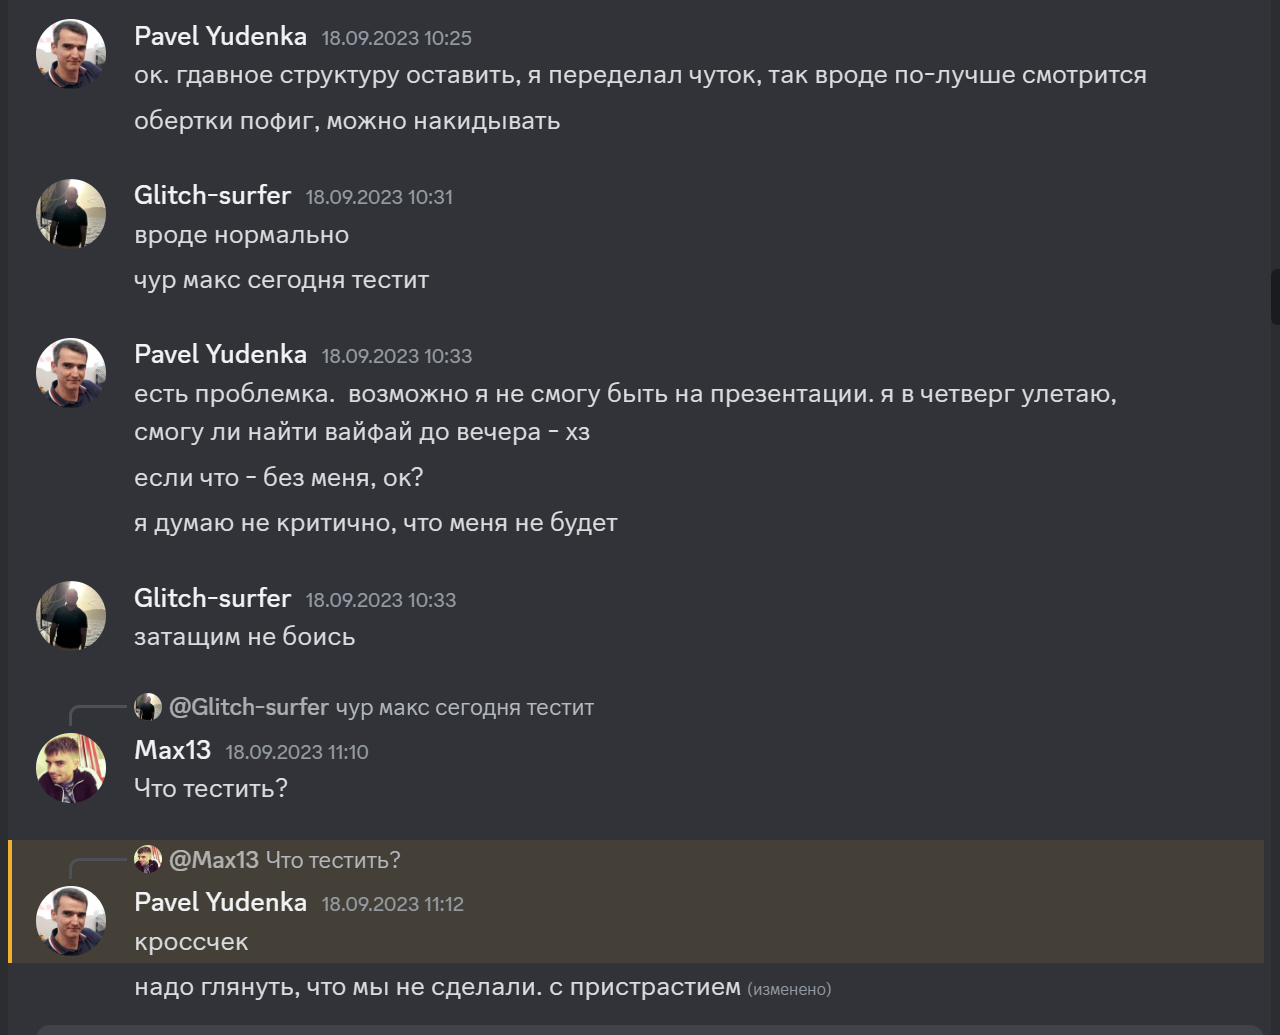 Pavel Yudenka 18.09.2023 10:25
ок. гдавное структуру оставить, я переделал чуток, так вроде по-лучше смотрится
обертки пофиг, можно накидывать
Glitch-surfer 18.09.2023 10:31
вроде нормально
чур макс сегодня тестит
Pavel Yudenka 18.09.2023 10:33
есть проблемка.  возможно я не смогу быть на презентации. я в четверг улетаю,
смогу ли найти вайфай до вечера - хз
если что - без меня, ок?
я думаю не критично, что меня не будет
Glitch-surfer 18.09.2023 10:33
затащим не боись
@Glitch-surfer чур макс сегодня тестит
Max13 18.09.2023 11:10
Что тестить?
@Max13 Что тестить?
Pavel Yudenka 18.09.2023 11:12
кроссчек
надо глянуть, что мы не сделали. с пристрастием (изменено)